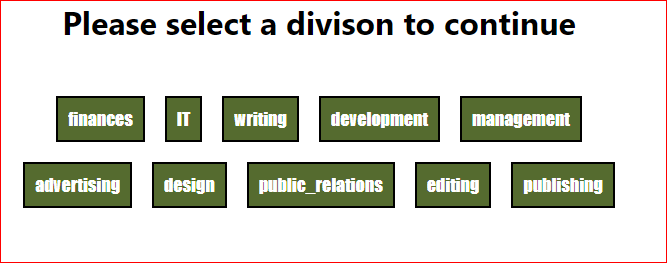 Please select a divison to continue
finances IT writing development management
advertising design public_relations editing publishing